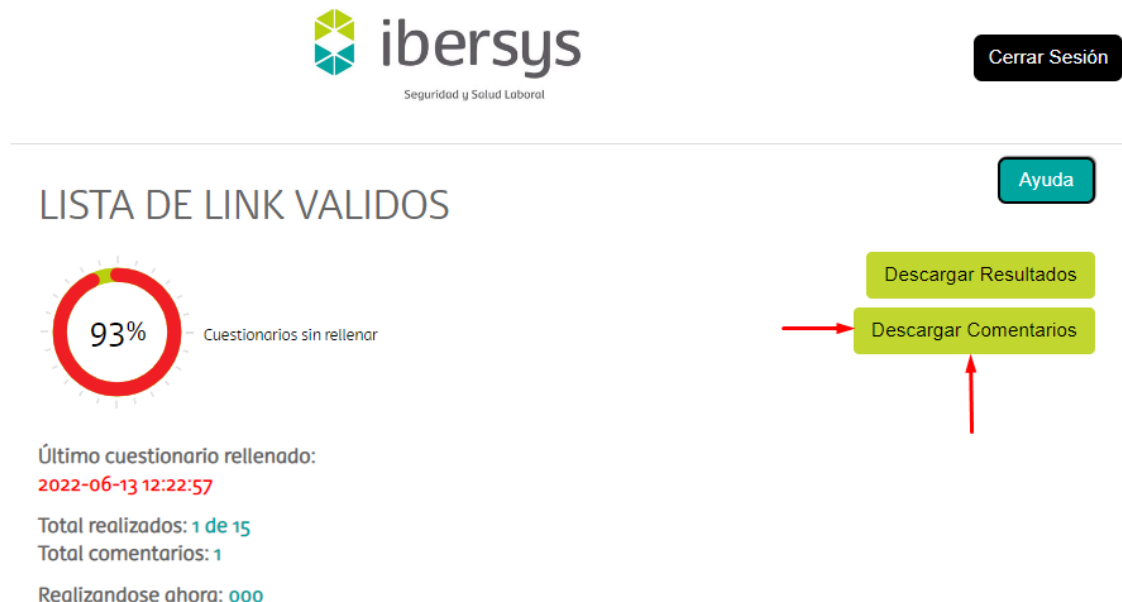 ibersys
Seguridad y Salud Laboral
Cerrar Sesión
Ayuda
LISTA DE LINK VALIDOS
Descargar Resultados
93%
Cuestionarios sin rellenar
Descargar Comentarios
Último cuestionario rellenado:
2022-06-13 12:22:57
Total realizados: 1 de 15
Total comentarios: 1
Realizandose ahora: 000